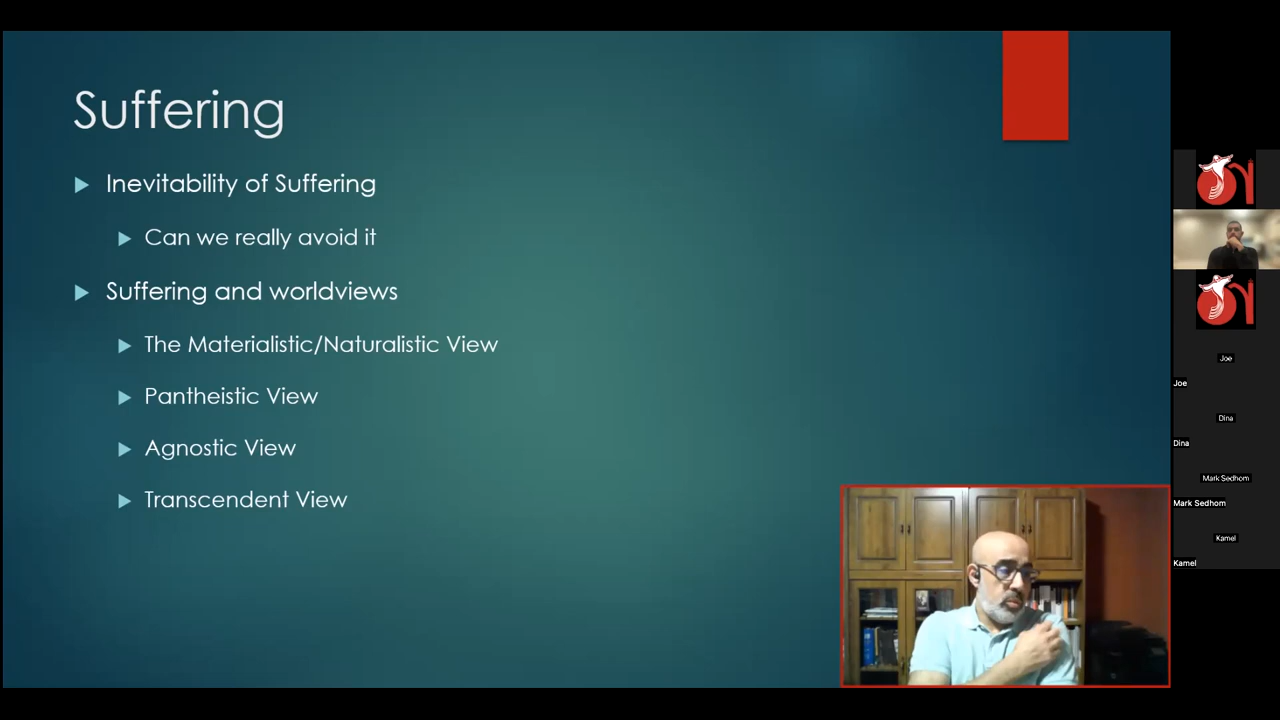 Suffering
Inevitability of Suffering
Can we really avoid it
Suffering and worldviews
The Materialistic/Naturalistic View
Pantheistic View
Agnostic View
Transcendent View
Joe
Joe
Dina
Dina
Mark Sedhom
Mark Sedhom
Kamel
Kamel